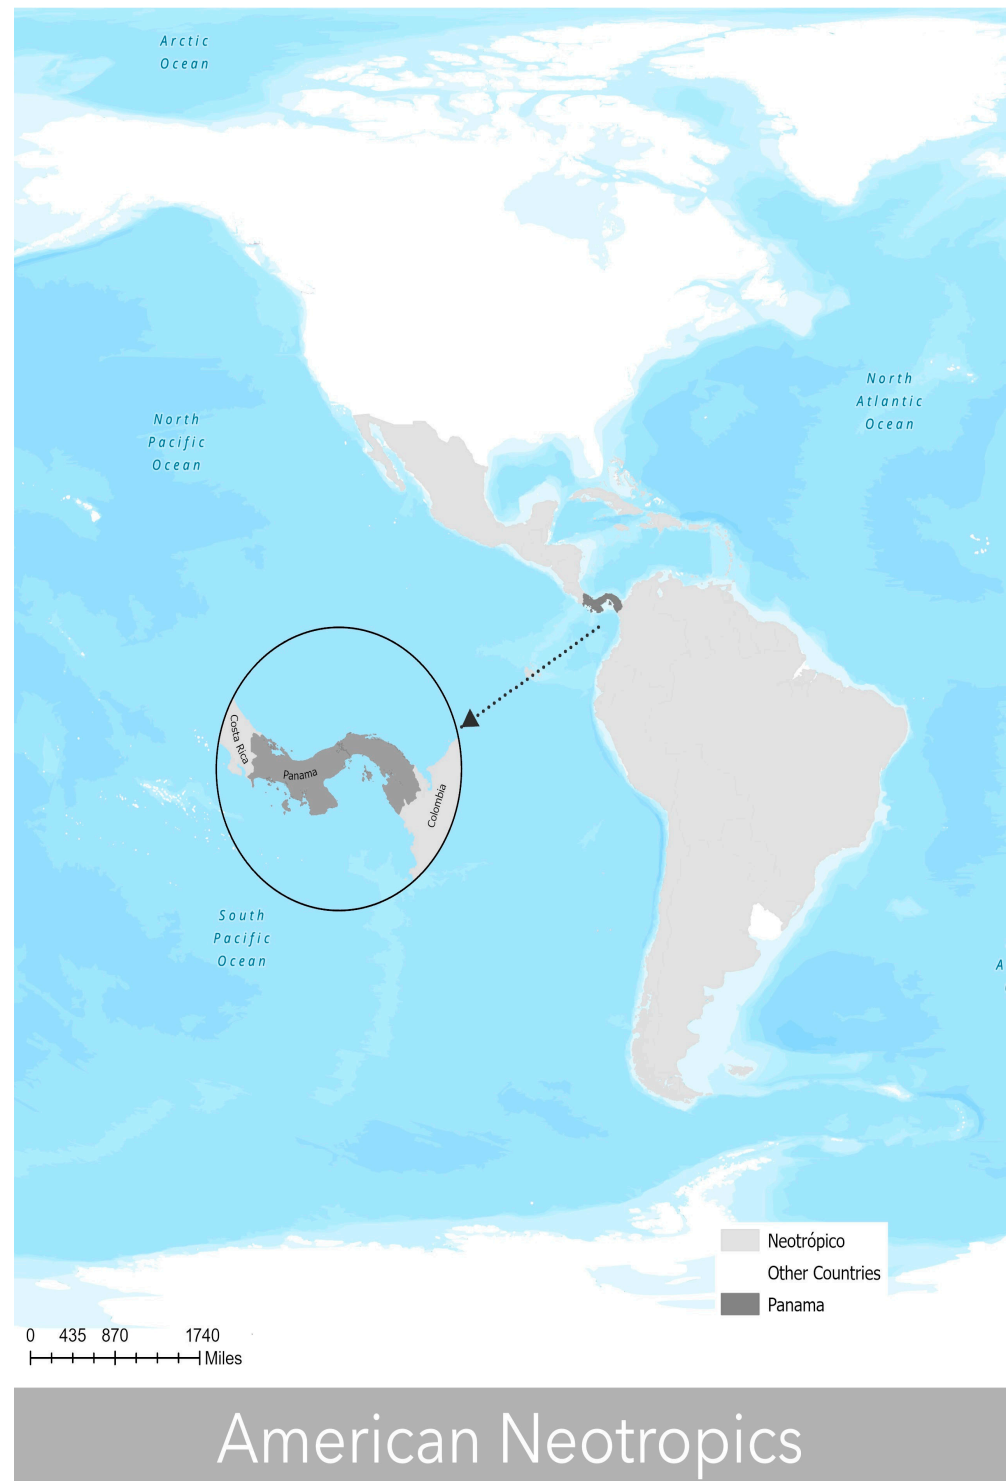 Arctic
Ocean
North
Atlantic
Ocean
North
Pacific
Ocean
Costa Rica
Panama
Colombia
South
Pacific
Ocean
A
Neotrópico
Other Countries
Panama
0 435 870 1740
Miles
American Neotropics